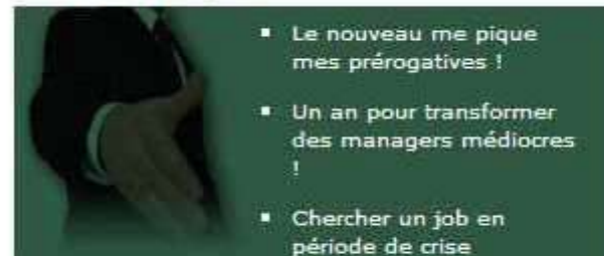 ▪ Le nouveau me pique
mes prérogatives !
▪ Un an pour transformer
des managers médiocres
!
▪ Chercher un job en
période de crise